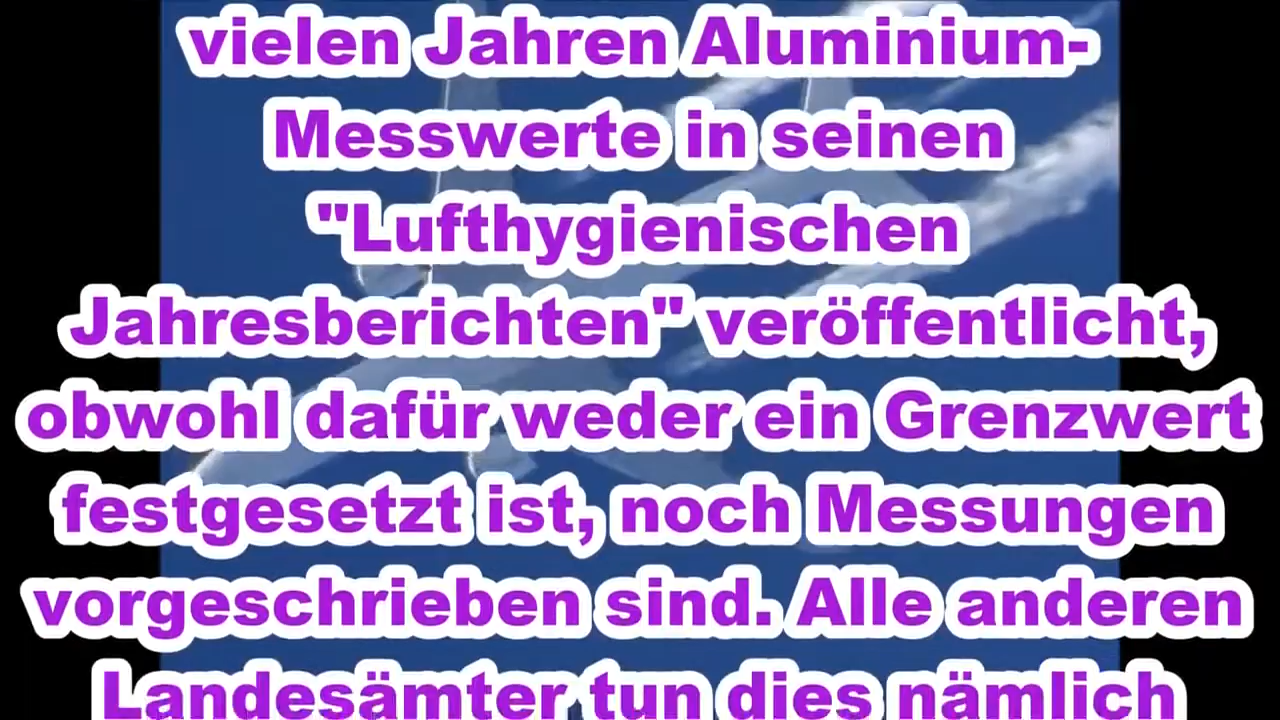 vielen Jahren Aluminium-
Messwerte in seinen
"Lufthygienischen
Jahresberichten" veröffentlicht,
obwohl dafür weder ein Grenzwert
festgesetzt ist, noch Messungen
vorgeschrieben sind. Alle anderen
Landesämter tun dies nämlich